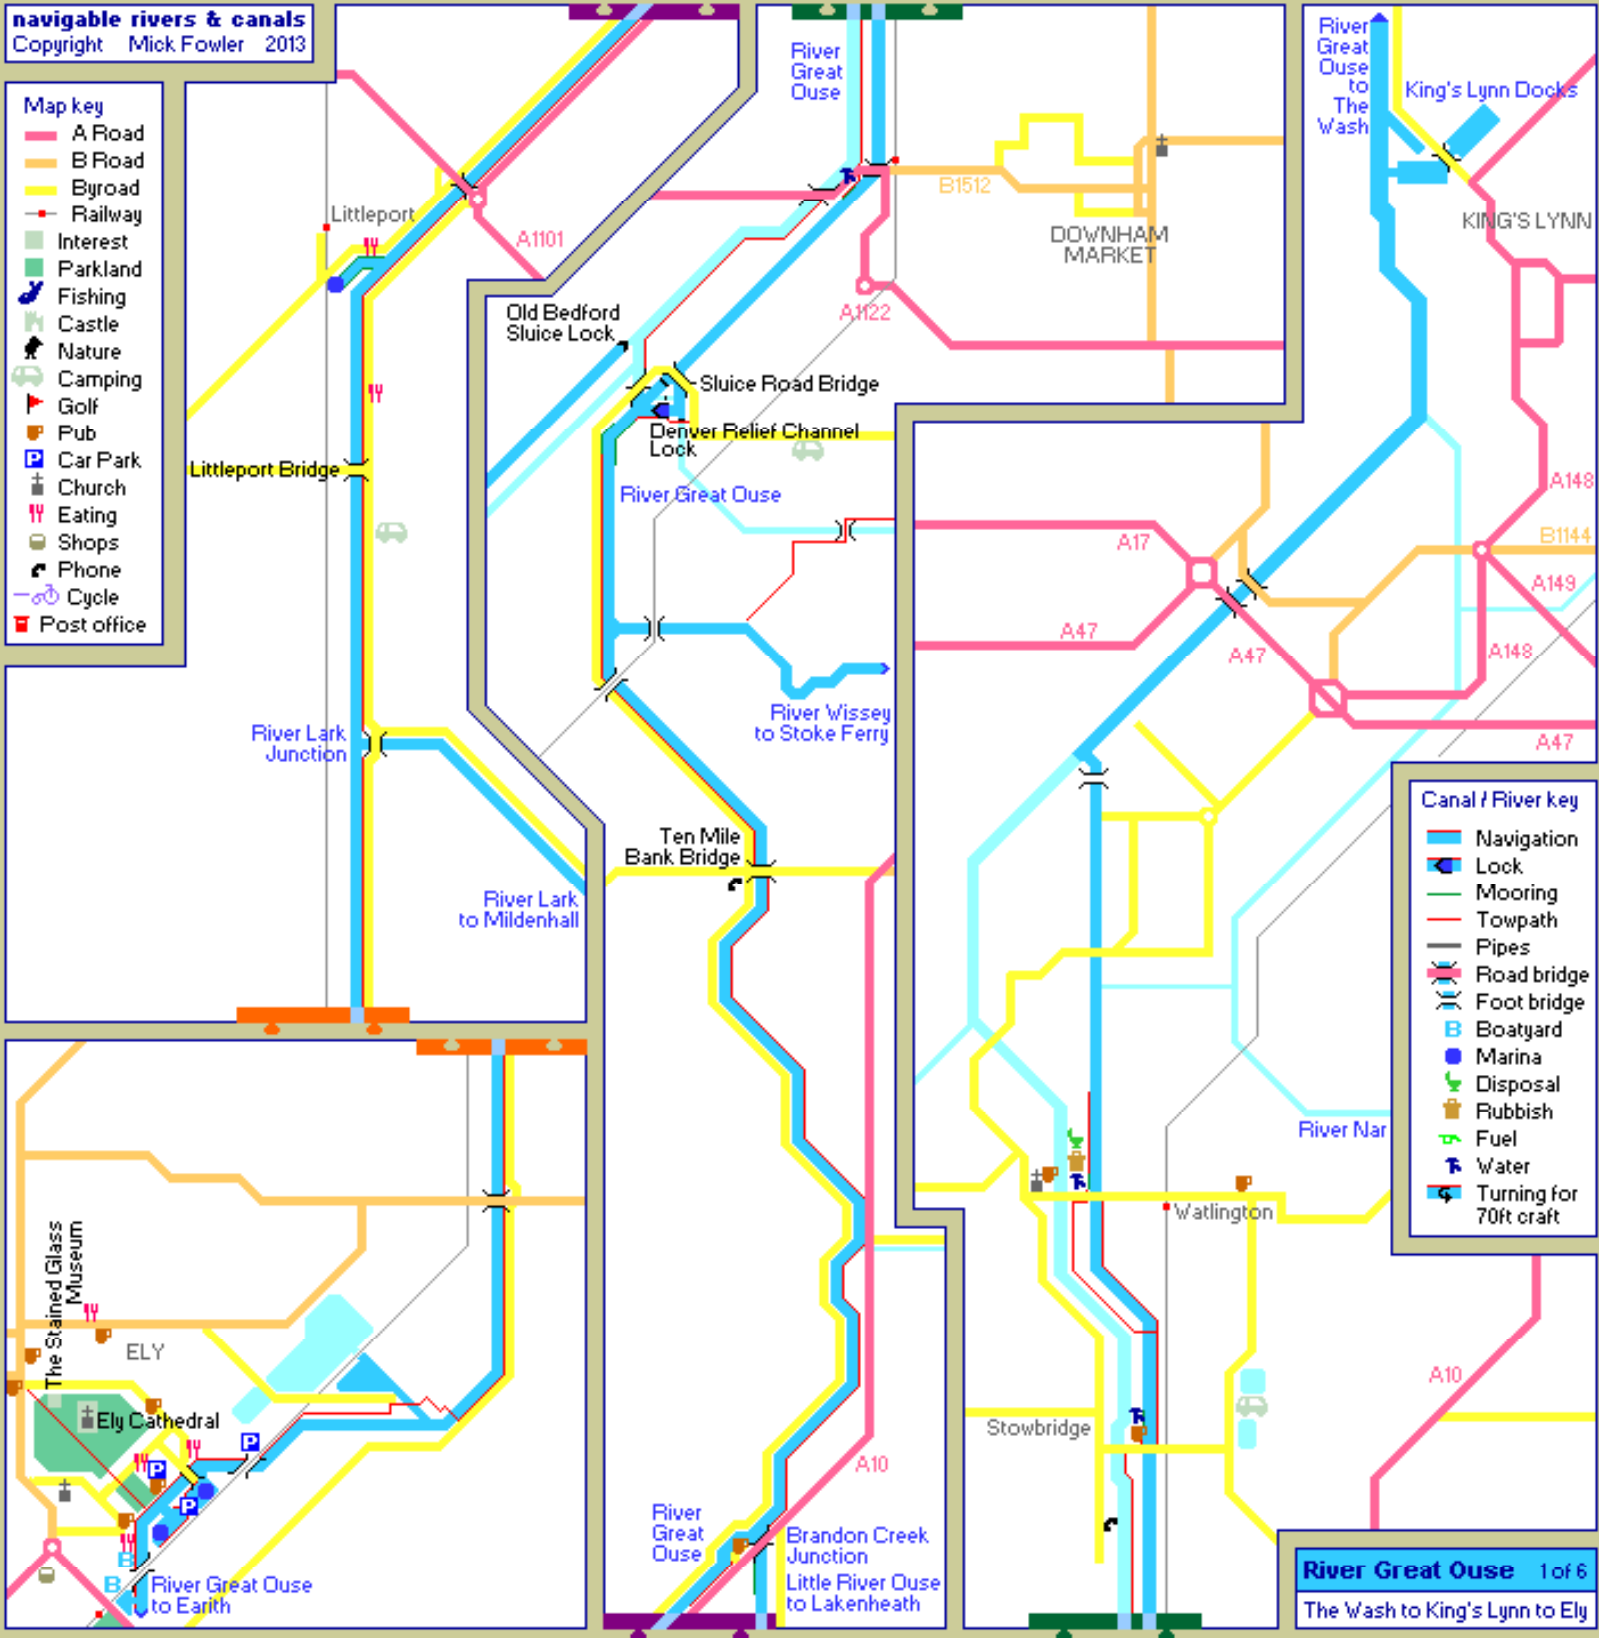 navigable rivers & canals
Copyright Mick Fowler 2013
Map key
A Road
B Road
Byroad
Railway
Interest
Parkland
Fishing
Castle
Nature
Camping
Golf
Pub
P Car Park
Church
Eating
Shops
Phone
Cycle
Post office
Littleport
A1101
Littleport Bridge
River Lark
Junction
River Lark
to Mildenhall
River
Great
Ouse
B1512
DOWNHAM
MARKET
A1122
Old Bedford
Sluice Lock
Sluice Road Bridge
Denver Relief Channel
Lock
River Great Ouse
River Wissey
to Stoke Ferry
Ten Mile
Bank Bridge
A10
River
Great
Ouse
Brandon Creek
Junction
Little River Ouse
to Lakenheath
River
Great
Ouse
to
The
Wash
King's Lynn Docks
KING'S LYNN
A148
A17
B1144
A149
A47
A47
A148
A47
River Nar
Watlington
Stowbridge
A10
Canal / River key
Navigation
Lock
Mooring
Towpath
Pipes
Road bridge
Foot bridge
B Boatyard
Marina
Disposal
Rubbish
Fuel
Water
Turning for
70ft craft
The Stained Glass
Museum
ELY
Ely Cathedral
P
P
P
B
B
River Great Ouse
to Earith
River Great Ouse 1 of 6
The Wash to King's Lynn to Ely